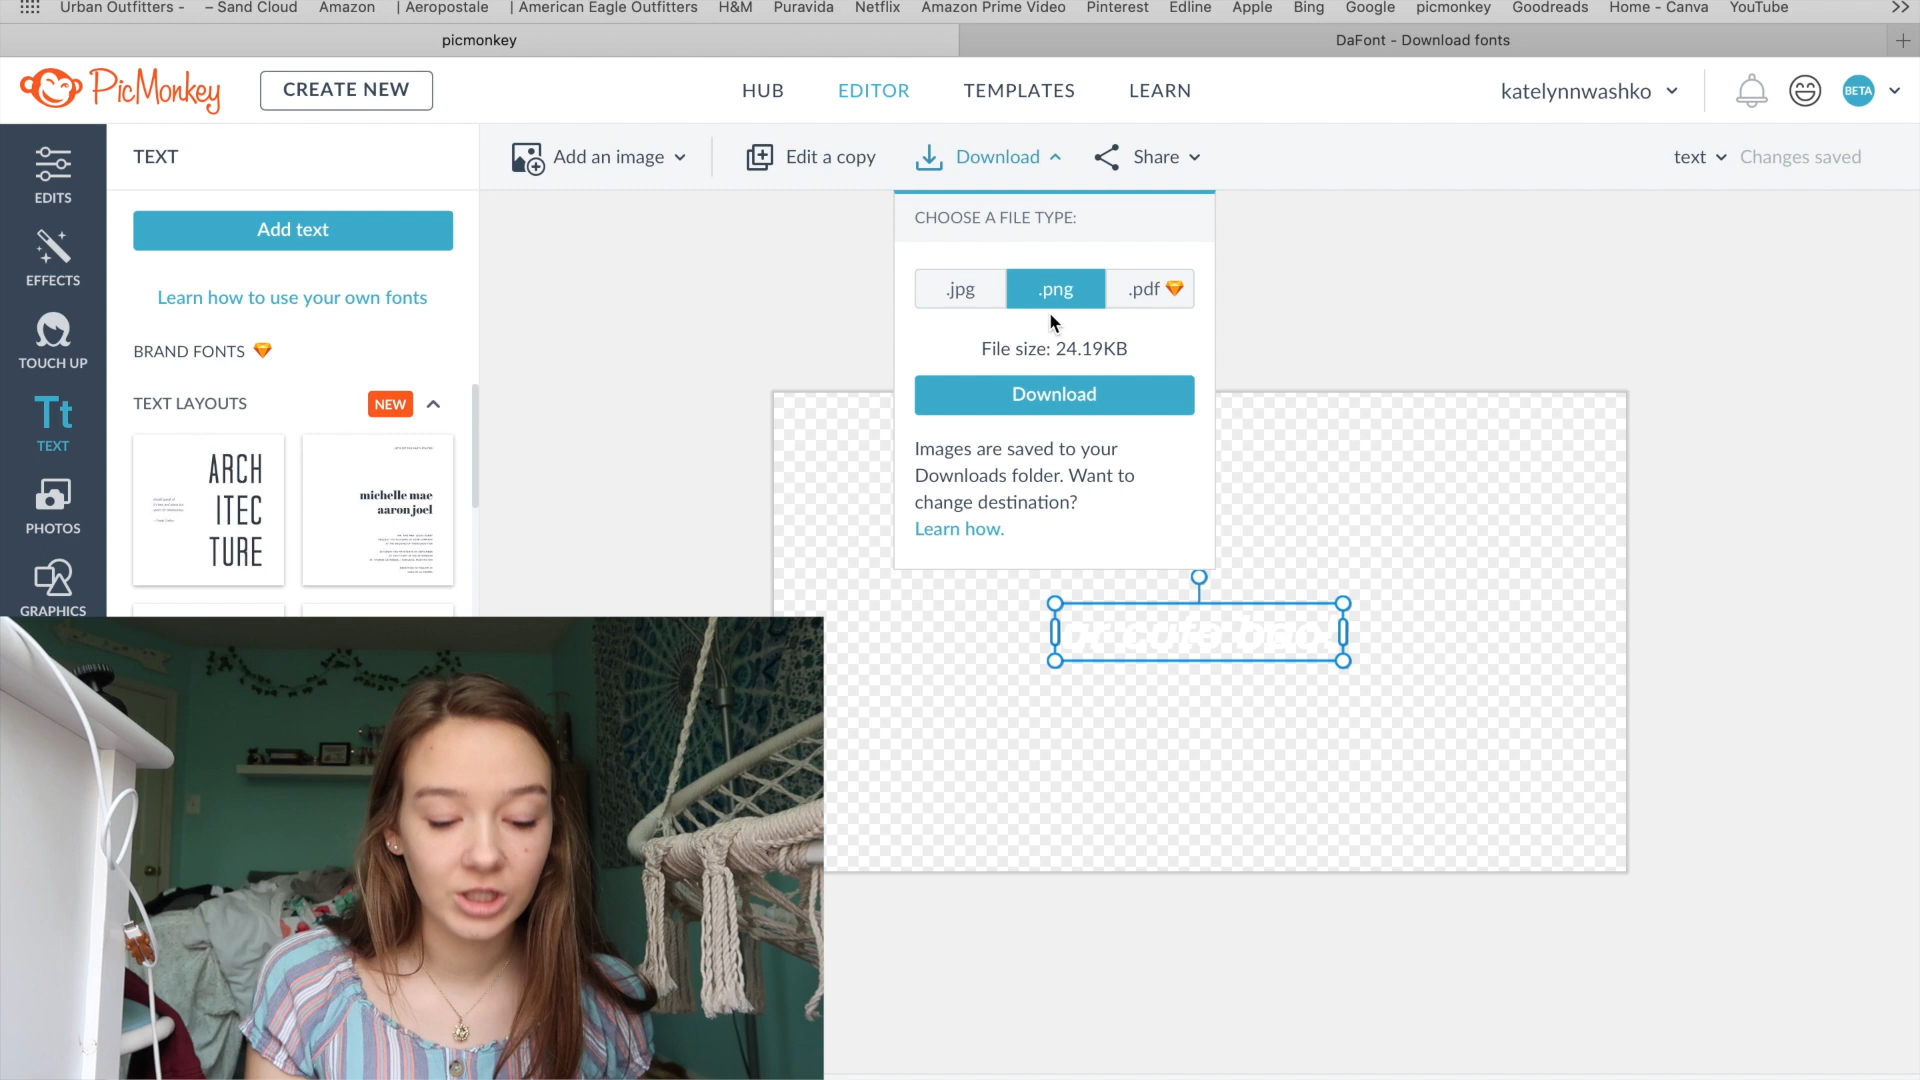 Urban Outfitters - – Sand Cloud Amazon | Aeropostale | American Eagle Outfitters H&M Puravida Netflix Amazon Prime Video Pinterest Edline Apple Bing Google picmonkey Goodreads Home - Canva YouTube
picmonkey DaFont - Download fonts
PicMonkey CREATE NEW HUB EDITOR TEMPLATES LEARN katelynnwashko BETA
TEXT Add an image Edit a copy Download Share text Changes saved
EDITS
EFFECTS
TOUCH UP
Tt
TEXT
PHOTOS
GRAPHICS
Add text
Learn how to use your own fonts
BRAND FONTS
TEXT LAYOUTS NEW
ARCH
ITEC
TURE
michelle mae
aaron joel
CHOOSE A FILE TYPE:
.jpg .png .pdf
File size: 24.19KB
Download
Images are saved to your
Downloads folder. Want to
change destination?
Learn how.